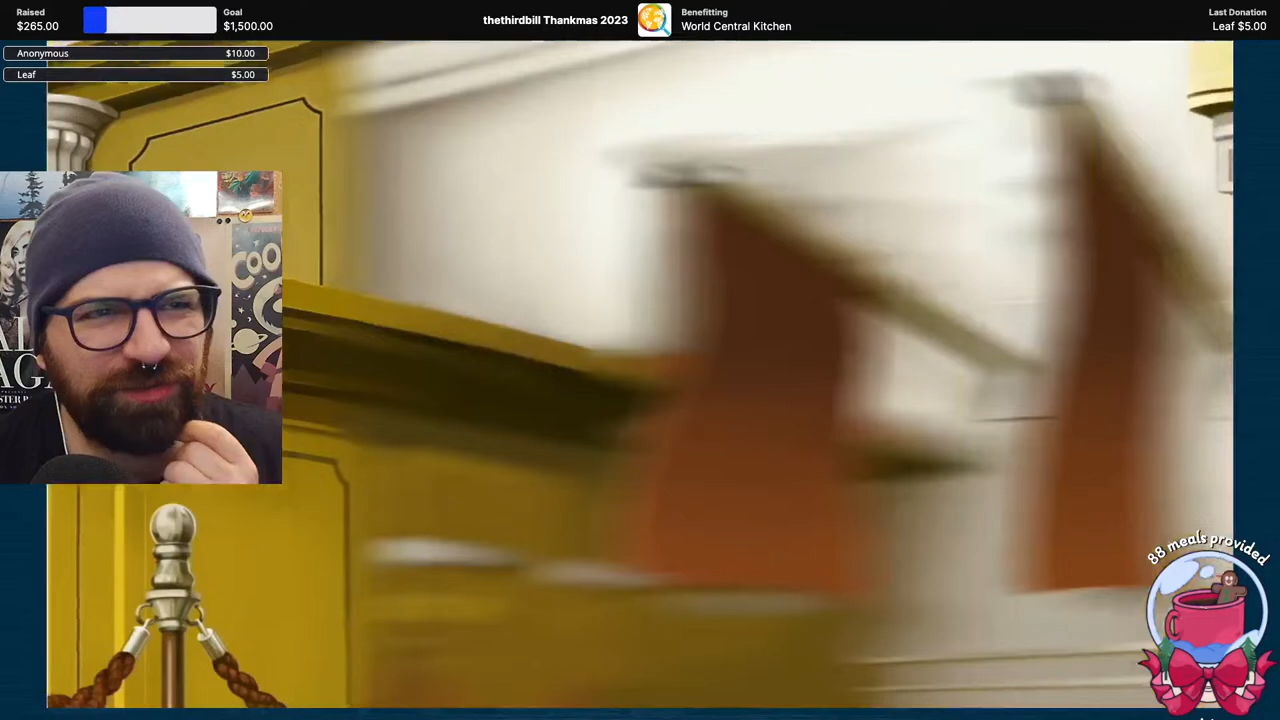 Raised
$265.00
Goal
$1,500.00
thethirdbill Thankmas 2023
Benefitting
World Central Kitchen
Last Donation
Leaf $5.00
Anonymous $10.00
Leaf $5.00
COO
88 meals provided